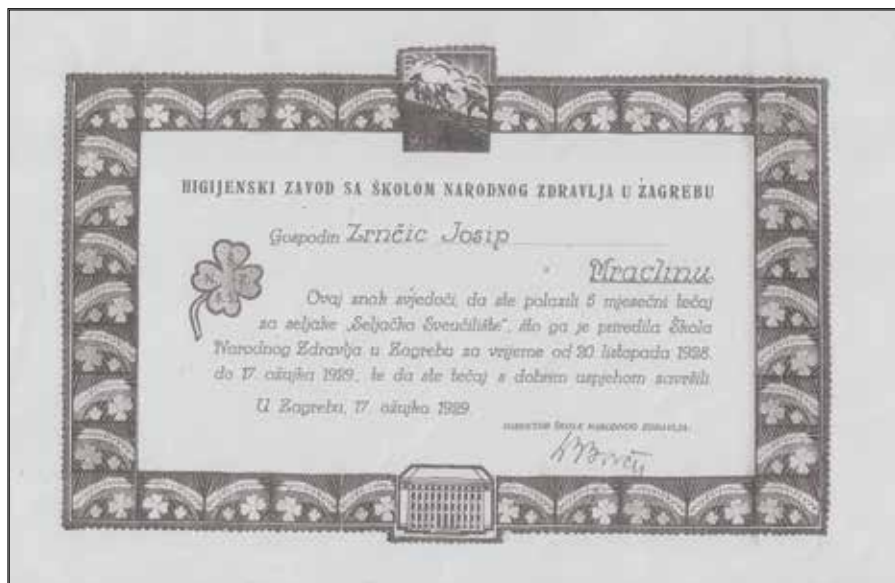 HIGIJENSKI ZAVOD SA ŠKOLOM NARODNOG ZDRAVLJA U ZAGREBU
Gospodin Zrnčic Josip
Mraclinu
Ovaj znak svjedoči, da ste polazili 5 mjesečni tečaj
za seljake „Seljačko Sveučilište", što ga je priredila Škola
Narodnog Zdravlja u Zagrebu za vrijeme od 20 listopada 1928.
do 17 ožujka 1929., te da ste tečaj s dobrim uspjehom svršili.
U Zagrebu, 17 ožujka 1929
DIREKTOR ŠKOLE NARODNOG ZDRAVLJA: